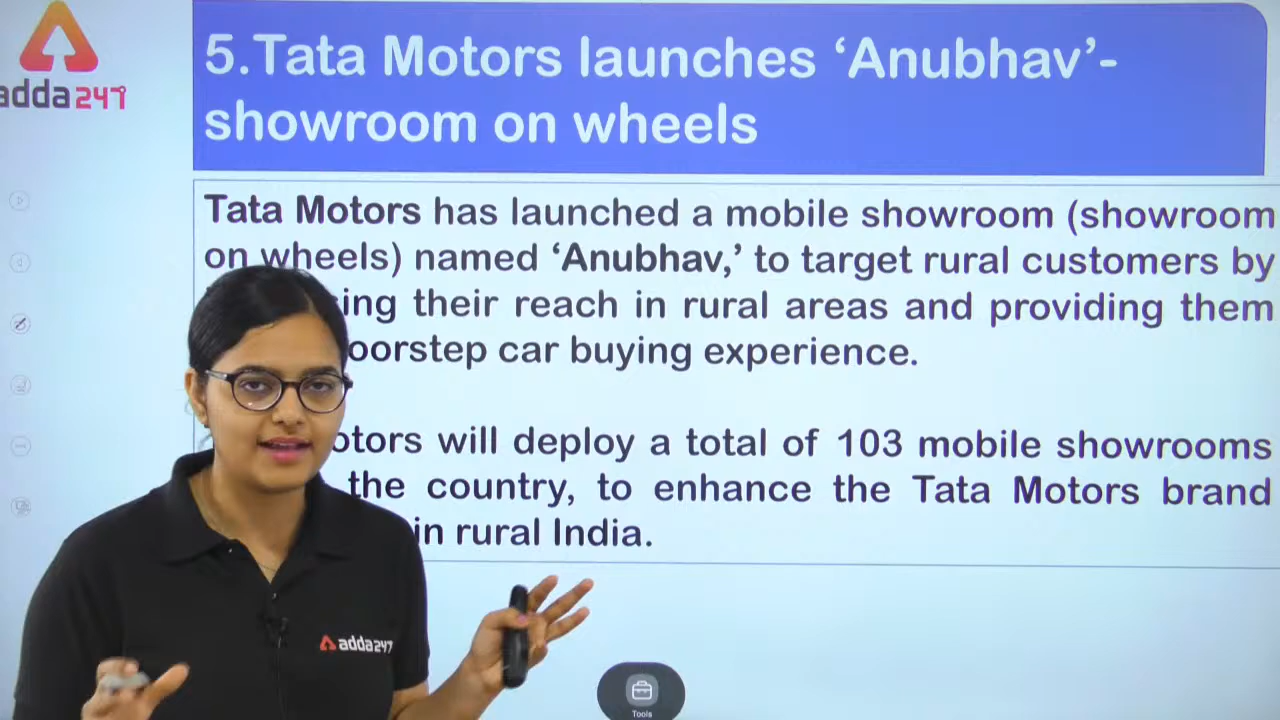 adda247
5.Tata Motors launches ‘Anubhav’-
showroom on wheels
Tata Motors has launched a mobile showroom (showroom
on wheels) named ‘Anubhav,’ to target rural customers by
ing their reach in rural areas and providing them
oorstep car buying experience.
otors will deploy a total of 103 mobile showrooms
the country, to enhance the Tata Motors brand
in rural India.
adda247
Tools